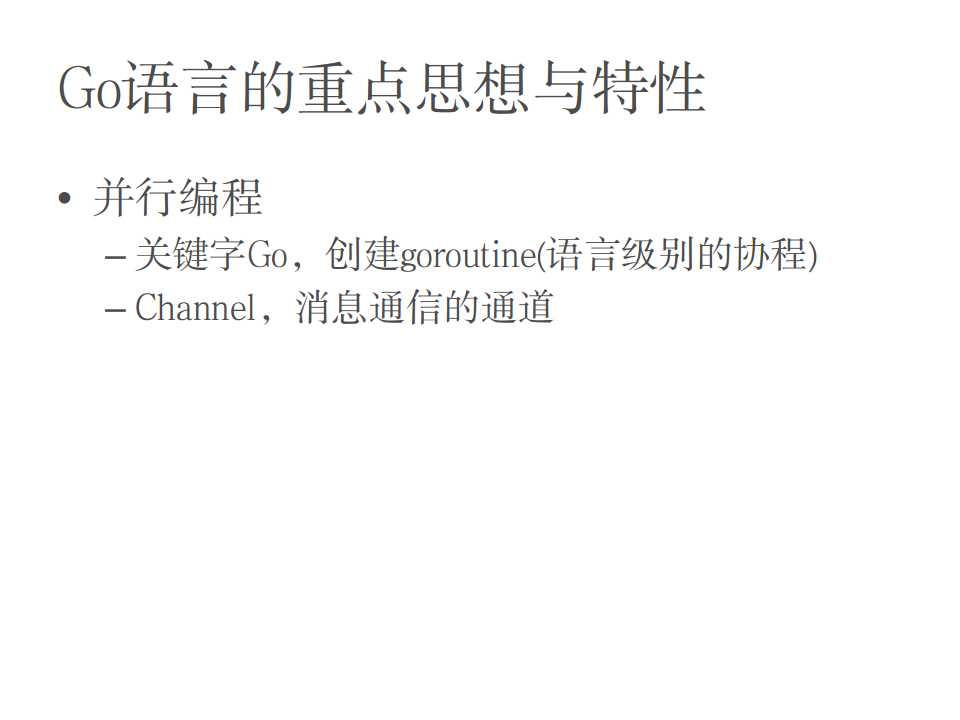 Go语言的重点思想与特性
• 并行编程
– 关键字Go，创建goroutine(语言级别的协程)
– Channel，消息通信的通道